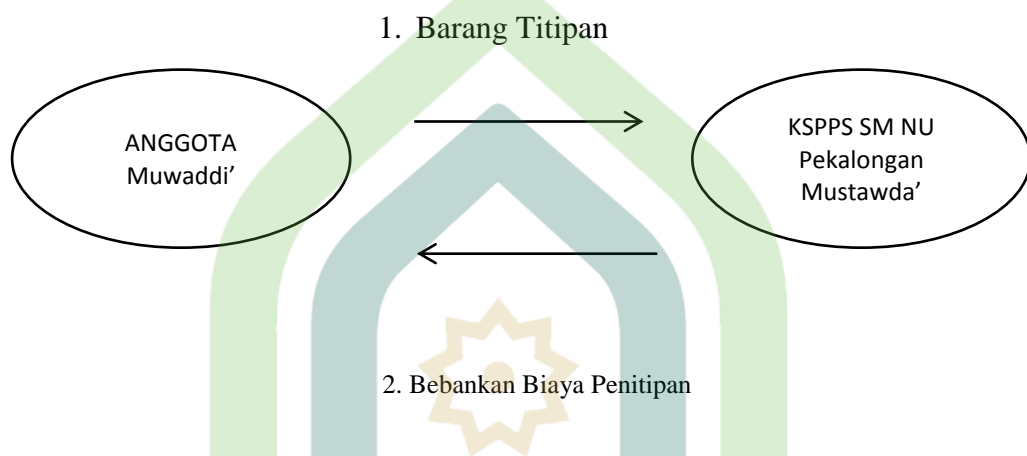 1. Barang Titipan
ANGGOTA
Muwaddi’
KSPPS SM NU
Pekalongan
Mustawda’
2. Bebankan Biaya Penitipan